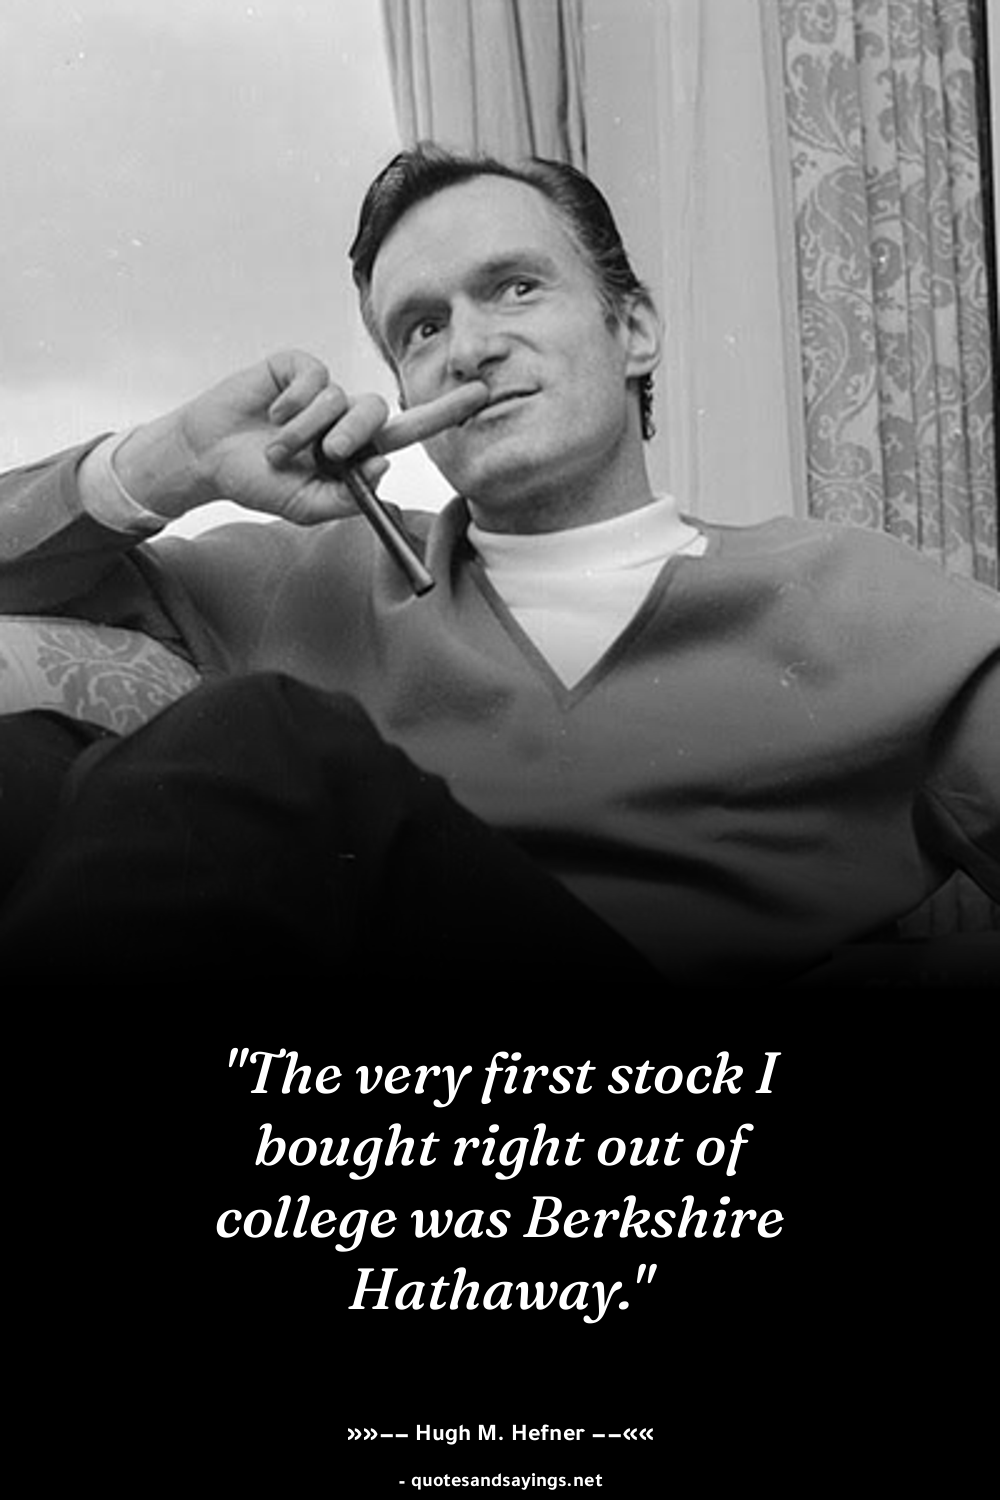 "The very first stock I
bought right out of
college was Berkshire
Hathaway."
»»–– Hugh M. Hefner ––««
- quotesandsayings.net